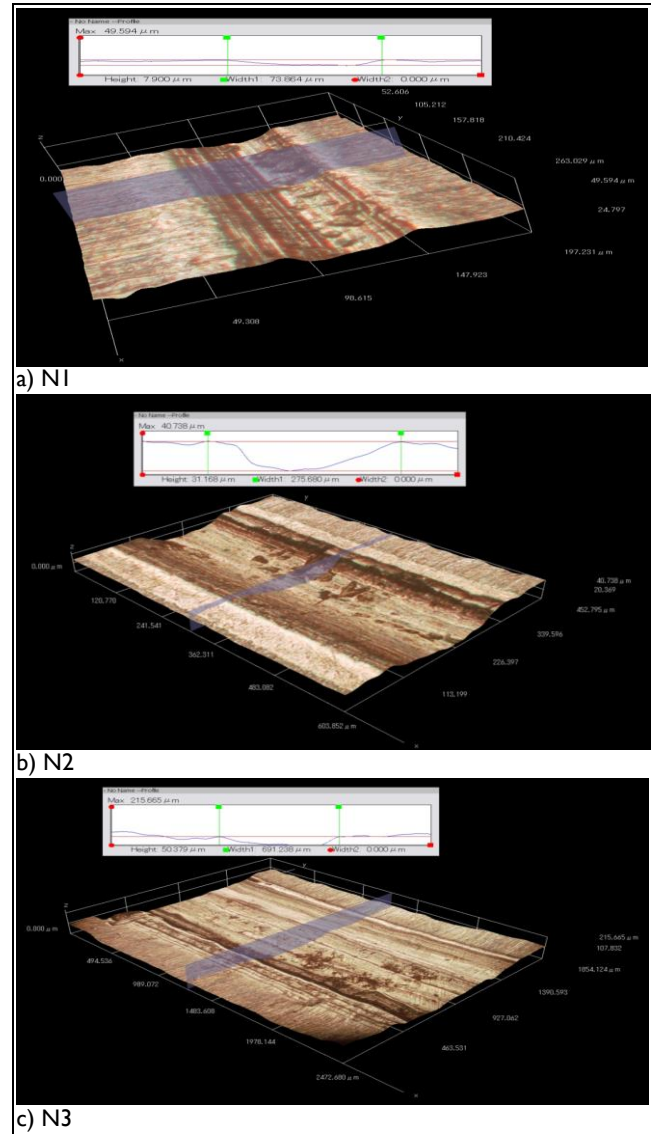 No Name --Profile
Max 49.594 μm
Height 7.900 μm Width1 73.864 μm Width2 0.000 μm
52.606
105.212
157.818
210.424
263.029 μm
49.594 μm
24.797
197.231 μm
147.923
98.615
49.308
0.000
z
y
x
a) N1
No Name --Profile
Max 40.738 μm
Height 31.168 μm Width1 275.680 μm Width2 0.000 μm
y
z
0.000 μm
120.770
241.541
362.311
483.082
603.852 μm
40.738 μm
20.369
452.795 μm
339.596
226.397
113.199
x
b) N2
No Name --Profile
Max 215.665 μm
Height 50.379 μm Width1 691.238 μm Width2 0.000 μm
y
z
0.000 μm
494.536
989.072
1483.608
1978.144
2472.680 μm
215.665 μm
107.832
1854.124 μm
1390.593
927.062
463.531
x
c) N3